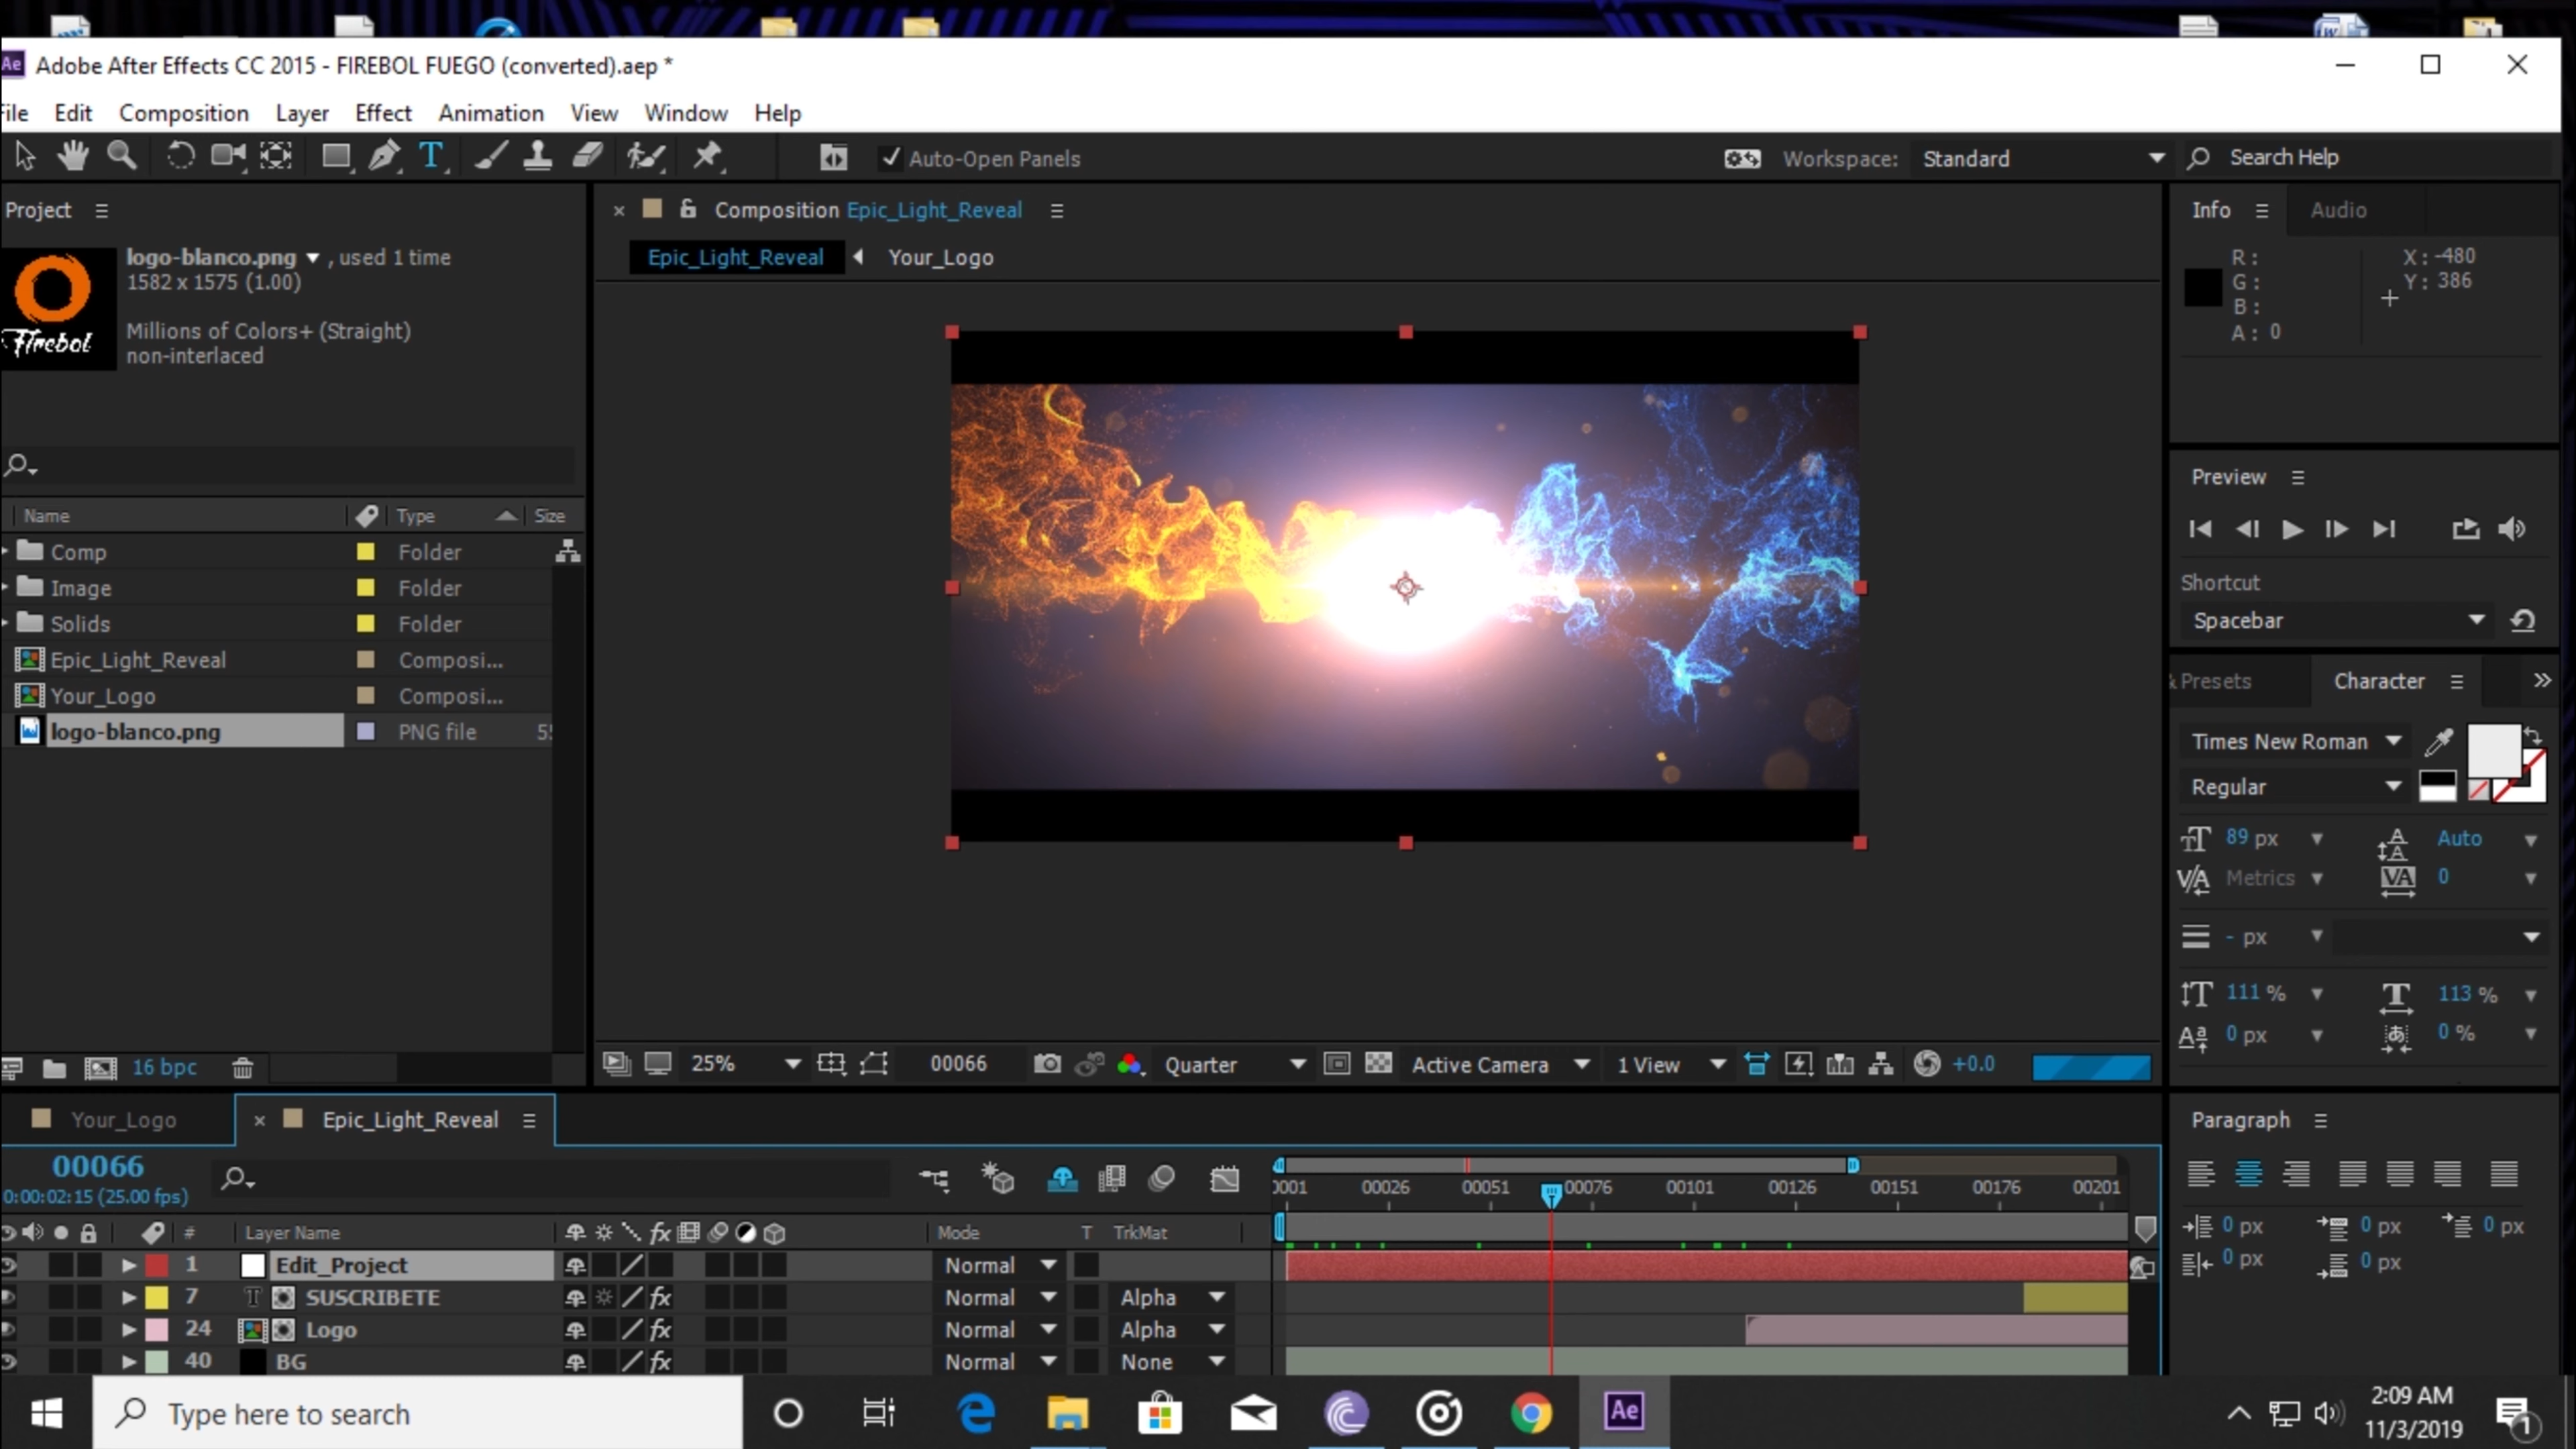 Adobe After Effects CC 2015 - FIREBOL FUEGO (converted).aep *
File Edit Composition Layer Effect Animation View Window Help
Auto-Open Panels
Workspace: Standard
Search Help
Project
Composition Epic_Light_Reveal
Info Audio
logo-blanco.png , used 1 time
1582 x 1575 (1.00)
Millions of Colors+ (Straight)
non-interlaced
Firebol
Epic_Light_Reveal Your_Logo
R :
G :
B :
A : 0
X : -480
Y : 386
Preview
Shortcut
Spacebar
Name Type Size
Comp Folder
Image Folder
Solids Folder
Epic_Light_Reveal Composi...
Your_Logo Composi...
logo-blanco.png PNG file 5
& Presets Character
Times New Roman
Regular
89 px Auto
Metrics 0
- px
111 % 113 %
0 px 0 %
16 bpc
25% 00066 Quarter Active Camera 1 View +0.0
Your_Logo Epic_Light_Reveal
Paragraph
00066
0:00:02:15 (25.00 fps)
0001 00026 00051 00076 00101 00126 00151 00176 00201
# Layer Name Mode T TrkMat
1 Edit_Project Normal
7 T SUSCRIBETE fx Normal Alpha
24 Logo fx Normal Alpha
40 BG fx Normal None
0 px 0 px 0 px
0 px 0 px
Type here to search
Ae
2:09 AM
11/3/2019
1